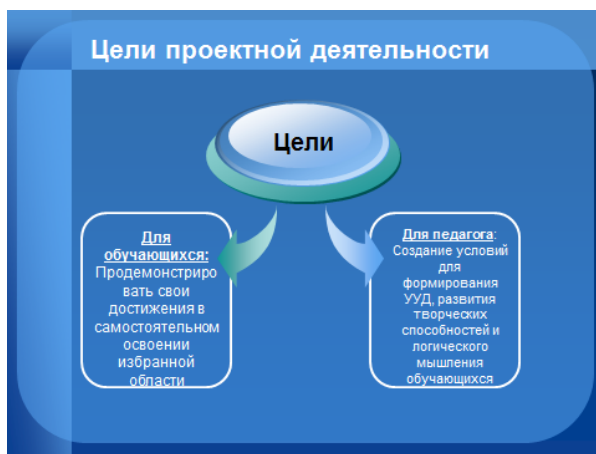 Цели проектной деятельности
Цели
Для
обучающихся:
Продемонстриро
вать свои
достижения в
самостоятельном
освоении
избранной
области
Для педагога:
Создание условий
для
формирования
УУД, развития
творческих
способностей и
логического
мышления
обучающихся